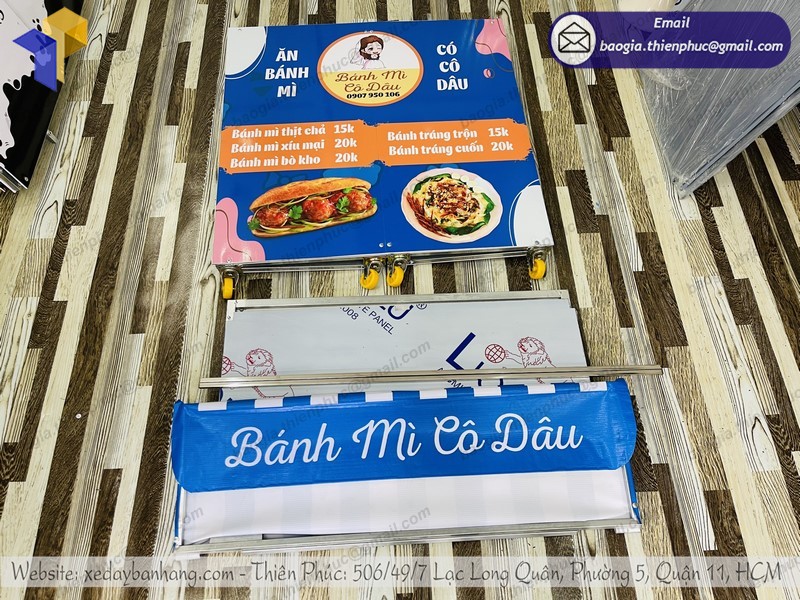 Email
baogia.thienphuc@gmail.com
ĂN
BÁNH
MÌ
Bánh Mì
Cô Dâu
0907 950 106
CÓ
CÔ
DÂU
Bánh mì thịt chả 15k
Bánh mì xíu mại 20k
Bánh mì bò kho 20k
Bánh tráng trộn 15k
Bánh tráng cuốn 20k
PANEL
Bánh Mì Cô Dâu
Website: xedaybanhang.com - Thiên Phúc: 506/49/7 Lạc Long Quân, Phường 5, Quận 11, HCM